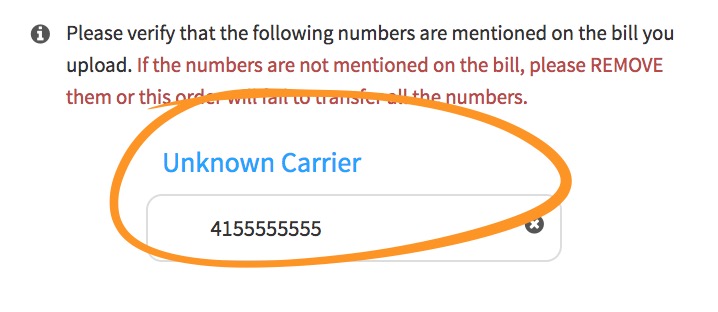 Please verify that the following numbers are mentioned on the bill you
upload. If the numbers are not mentioned on the bill, please REMOVE
them or this order will fail to transfer all the numbers.
Unknown Carrier
4155555555